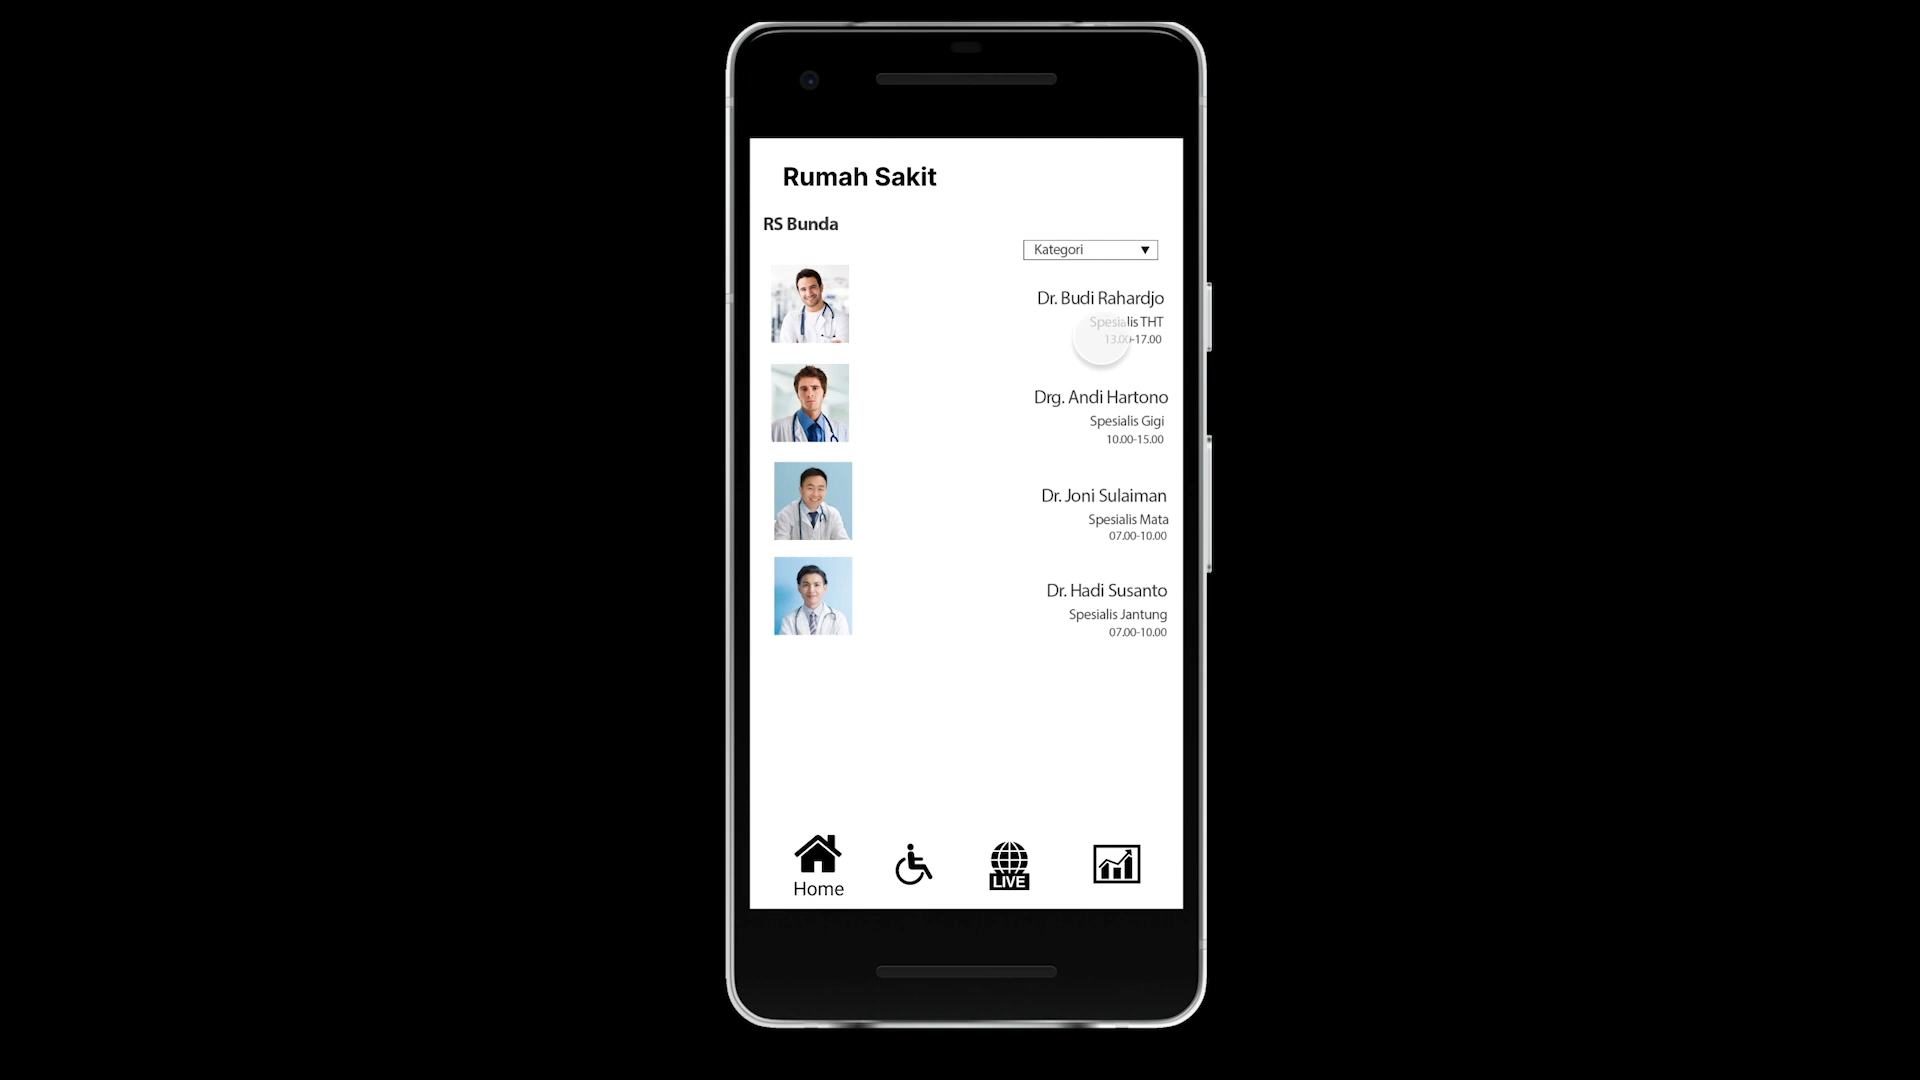 Rumah Sakit
RS Bunda
Kategori
Dr. Budi Rahardjo
Spesialis THT
13.00-17.00
Drg. Andi Hartono
Spesialis Gigi
10.00-15.00
Dr. Joni Sulaiman
Spesialis Mata
07.00-10.00
Dr. Hadi Susanto
Spesialis Jantung
07.00-10.00
Home
LIVE